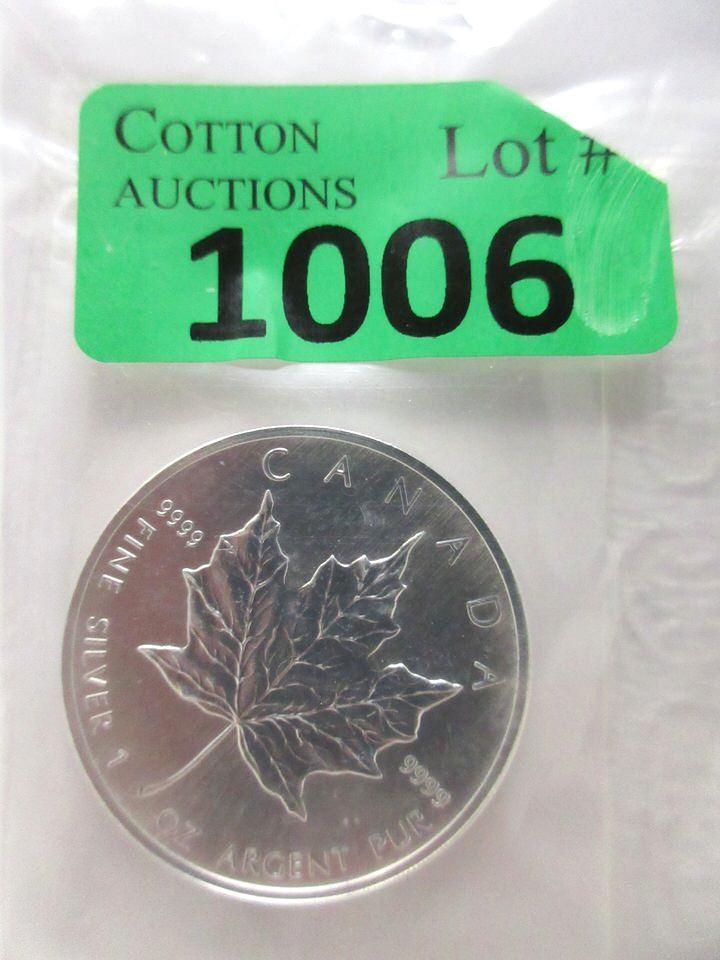 COTTON
AUCTIONS
Lot #
1006
CANADA
9999
FINE SILVER 1 OZ ARGENT PUR
9999